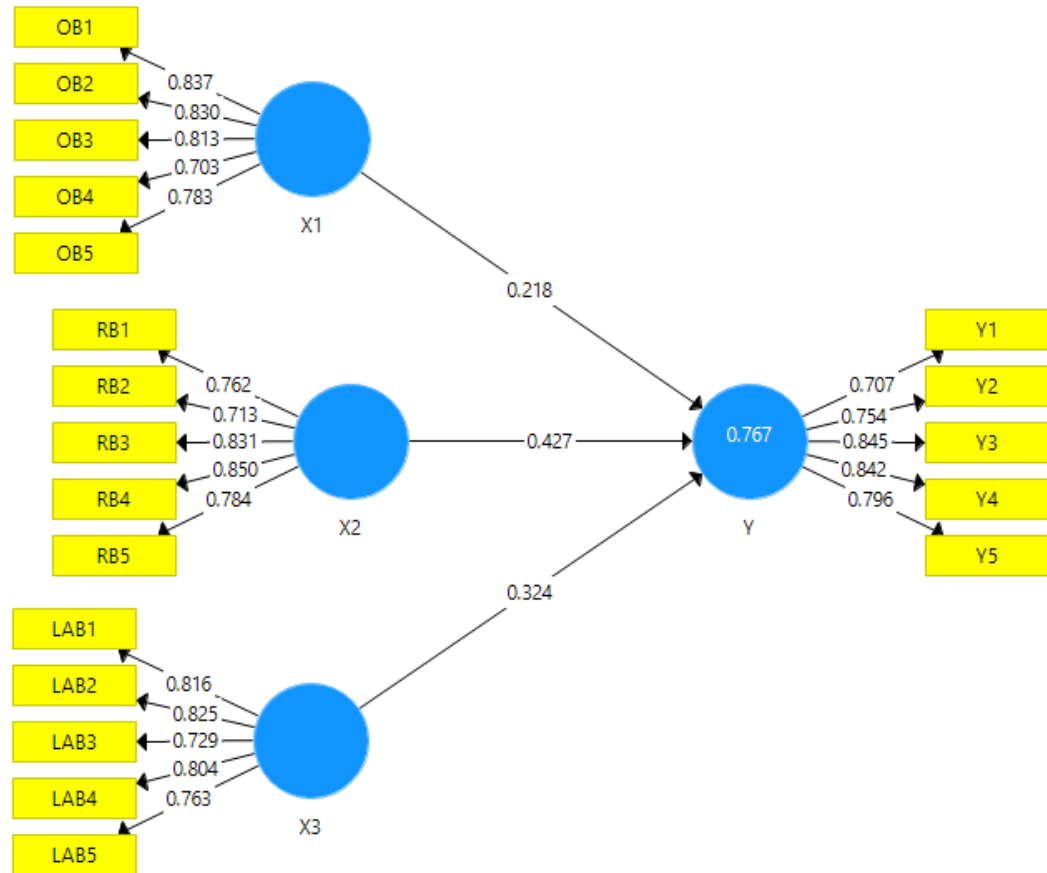 OB1
OB2
OB3
OB4
OB5
0.837
0.830
0.813
0.703
0.783
X1
0.218
RB1
RB2
RB3
RB4
RB5
0.762
0.713
0.831
0.850
0.784
X2
0.427
LAB1
LAB2
LAB3
LAB4
LAB5
0.816
0.825
0.729
0.804
0.763
X3
0.324
0.767
Y
0.707
0.754
0.845
0.842
0.796
Y1
Y2
Y3
Y4
Y5